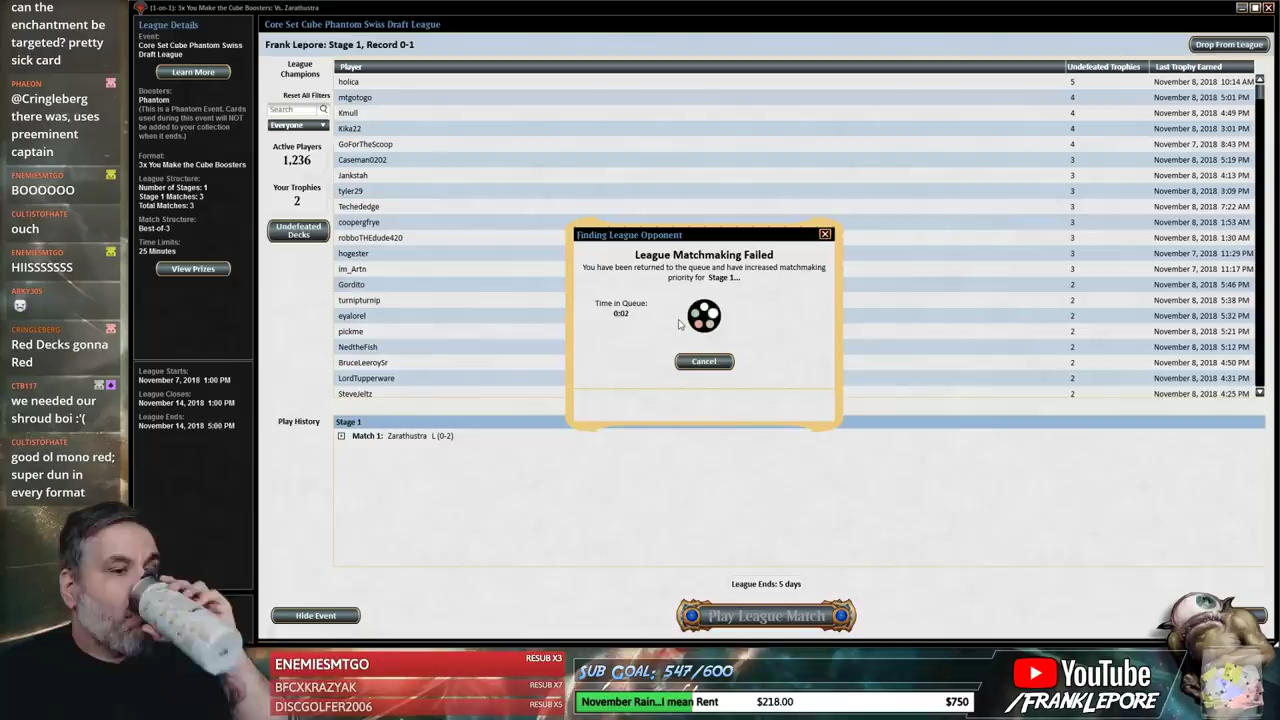 can the
enchantment be
targeted? pretty
sick card
PHAEON
@Cringleberg
there was, uses
preeminent
captain
ENEMIESMTGO
BOOOOOO
CULTISTOFHATE
ouch
ENEMIESMTGO
HIISSSSSSS
ARKY305
CRINGLEBERG
Red Decks gonna
Red
CTB117
we needed our
shroud boi :'(
CULTISTOFHATE
good ol mono red;
super dun in
every format
(1-on-1): 3x You Make the Cube Boosters: Vs. Zarathustra
League Details
Event:
Core Set Cube Phantom Swiss
Draft League
Learn More
Boosters:
Phantom
(This is a Phantom Event. Cards
used during this event will NOT
be added to your collection
when it ends.)
Format:
3x You Make the Cube Boosters
League Structure:
Number of Stages: 1
Stage 1 Matches: 3
Total Matches: 3
Match Structure:
Best-of-3
Time Limits:
25 Minutes
View Prizes
League Starts:
November 7, 2018 1:00 PM
League Closes:
November 14, 2018 1:00 PM
League Ends:
November 14, 2018 5:00 PM
Core Set Cube Phantom Swiss Draft League
Frank Lepore: Stage 1, Record 0-1
Drop From League
League
Champions
Reset All Filters
Search
Everyone
Active Players
1,236
Your Trophies
2
Undefeated
Decks
Player Undefeated Trophies Last Trophy Earned
holica 5 November 8, 2018 10:14 AM
mtgotogo 4 November 8, 2018 5:01 PM
Kmull 4 November 8, 2018 4:49 PM
Kika22 4 November 8, 2018 3:01 PM
GoForTheScoop 4 November 7, 2018 8:43 PM
Caseman0202 3 November 8, 2018 5:19 PM
Jankstah 3 November 8, 2018 4:13 PM
tyler29 3 November 8, 2018 3:09 PM
Techededge 3 November 8, 2018 7:22 AM
coopergfrye 3 November 8, 2018 1:53 AM
robboTHEdude420 3 November 8, 2018 1:30 AM
hogester 3 November 7, 2018 11:29 PM
im_Artn 3 November 7, 2018 11:17 PM
Gordito 2 November 8, 2018 5:46 PM
turnipturnip 2 November 8, 2018 5:38 PM
eyalorel 2 November 8, 2018 5:32 PM
pickme 2 November 8, 2018 5:21 PM
NedtheFish 2 November 8, 2018 5:12 PM
BruceLeeroySr 2 November 8, 2018 4:50 PM
LordTupperware 2 November 8, 2018 4:31 PM
SteveJeltz 2 November 8, 2018 4:25 PM
Finding League Opponent
League Matchmaking Failed
You have been returned to the queue and have increased matchmaking
priority for Stage 1...
Time in Queue:
0:02
Cancel
Play History
Stage 1
Match 1: Zarathustra L (0-2)
League Ends: 5 days
Hide Event
Play League Match
ENEMIESMTGO RESUB X3
BFCXKRAZYAK RESUB X7
DISCGOLFER2006 RESUB X5
SUB GOAL: 547/600
November Rain...I mean Rent $218.00 $750
YouTube
/FRANKLEPORE